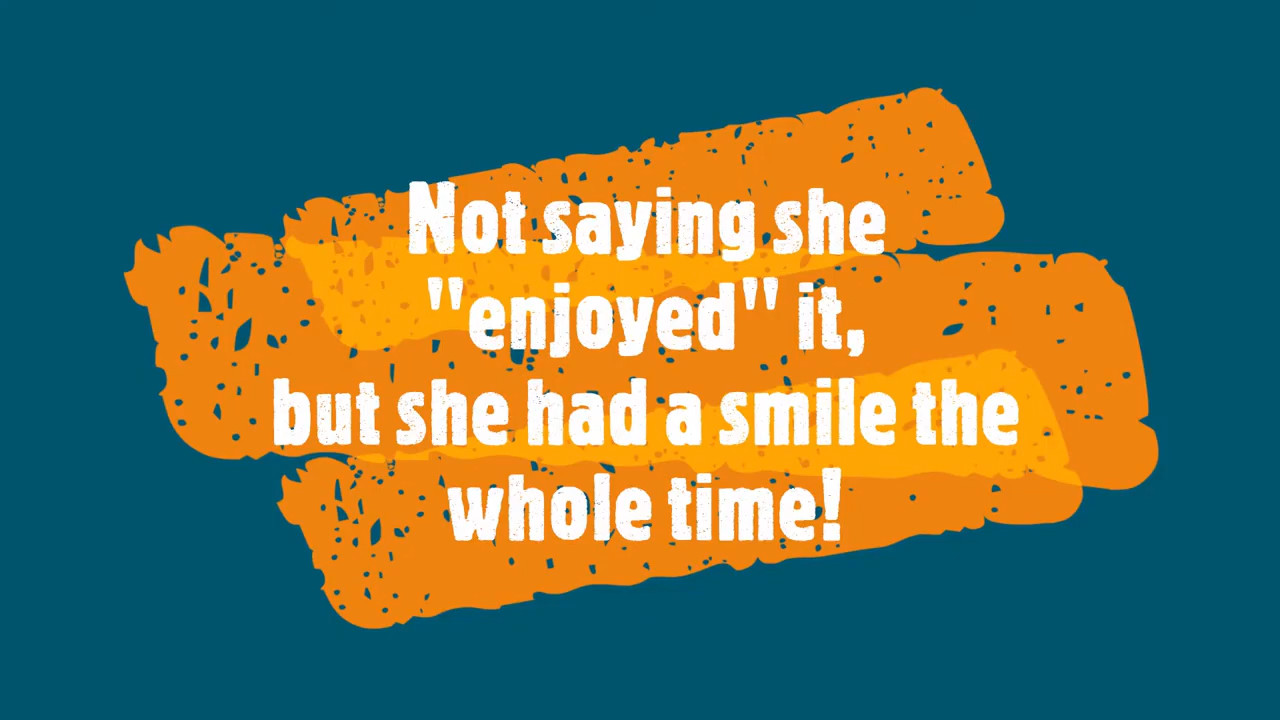 Not saying she
"enjoyed" it,
but she had a smile the
whole time!